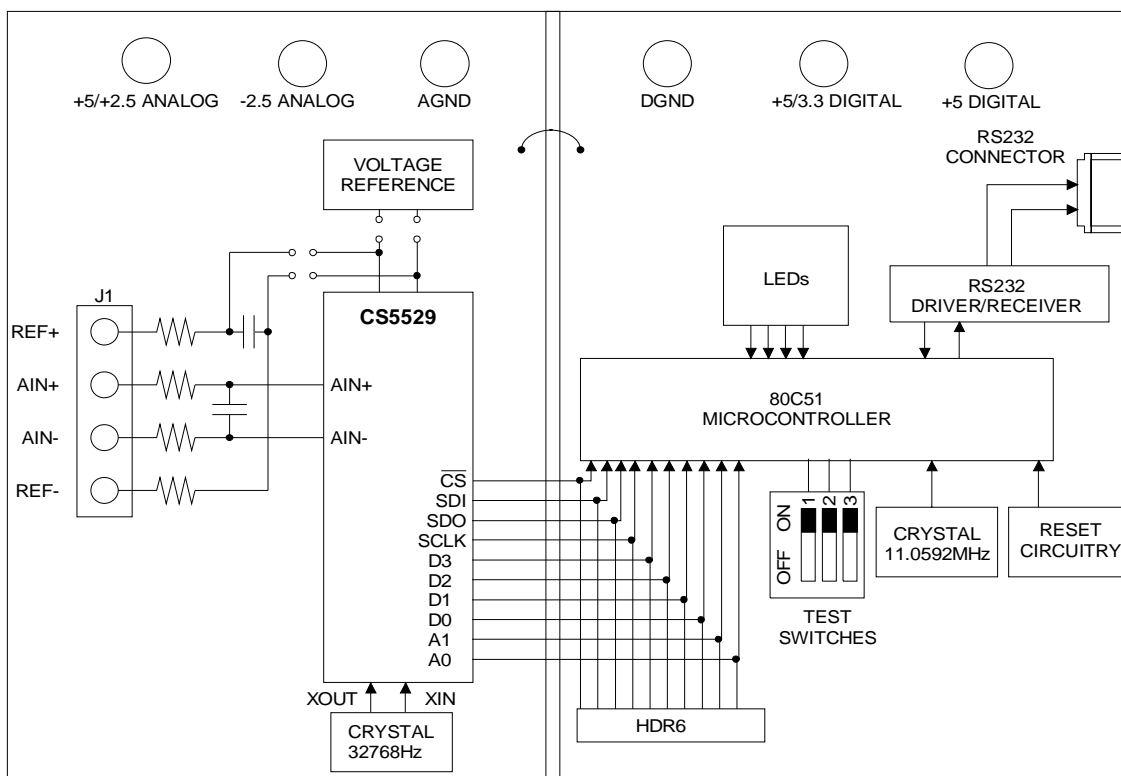 +5/+2.5 ANALOG
-2.5 ANALOG
AGND
DGND
+5/3.3 DIGITAL
+5 DIGITAL
VOLTAGE
REFERENCE
J1
REF+
AIN+
AIN-
REF-
CS5529
AIN+
AIN-
CS
SDI
SDO
SCLK
D3
D2
D1
D0
A1
A0
XOUT
XIN
CRYSTAL
32768Hz
RS232
CONNECTOR
LEDs
RS232
DRIVER/RECEIVER
80C51
MICROCONTROLLER
ON
OFF
1
2
3
TEST
SWITCHES
CRYSTAL
11.0592MHz
RESET
CIRCUITRY
HDR6